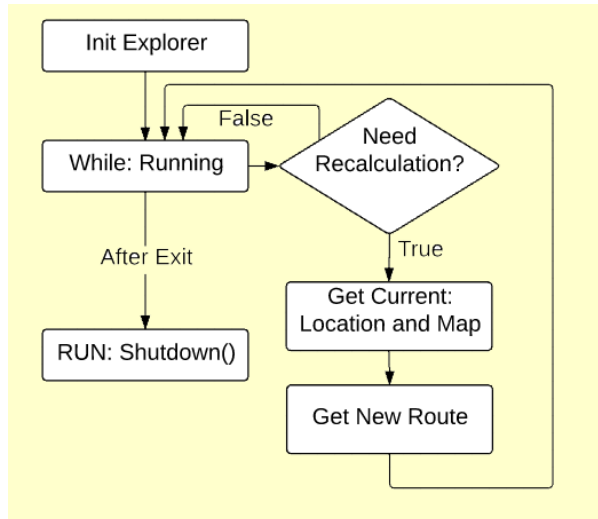 Init Explorer
False
Need
Recalculation?
While: Running
After Exit
True
Get Current:
Location and Map
RUN: Shutdown()
Get New Route